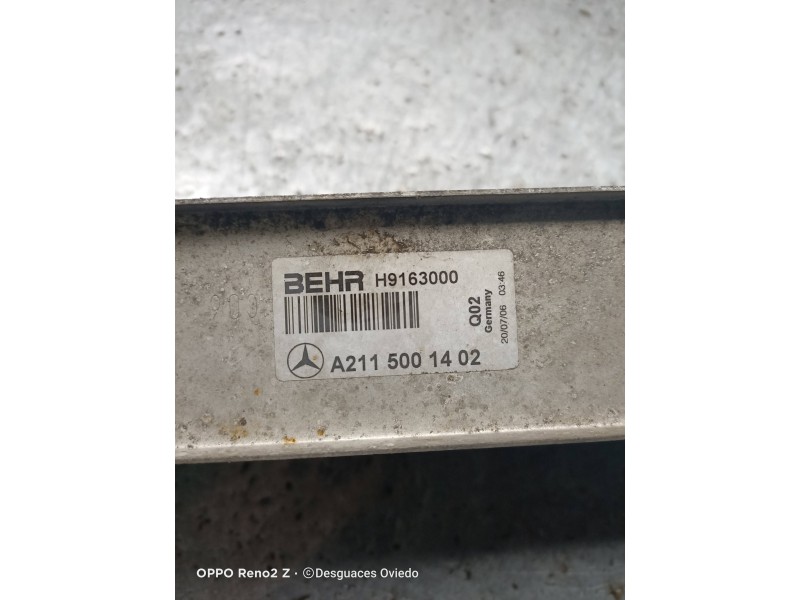 BEHR H9163000
A211 500 14 02
Q02
Germany
20/07/06 03:46
OPPO Reno2 Z · ©Desguaces Oviedo